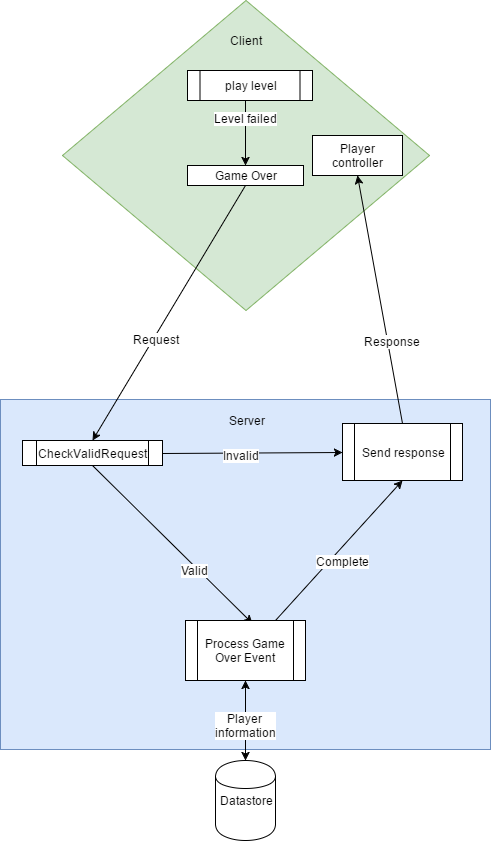 Client
play level
Level failed
Player
controller
Game Over
Request
Response
Server
CheckValidRequest
Invalid
Send response
Valid
Complete
Process Game
Over Event
Player
information
Datastore